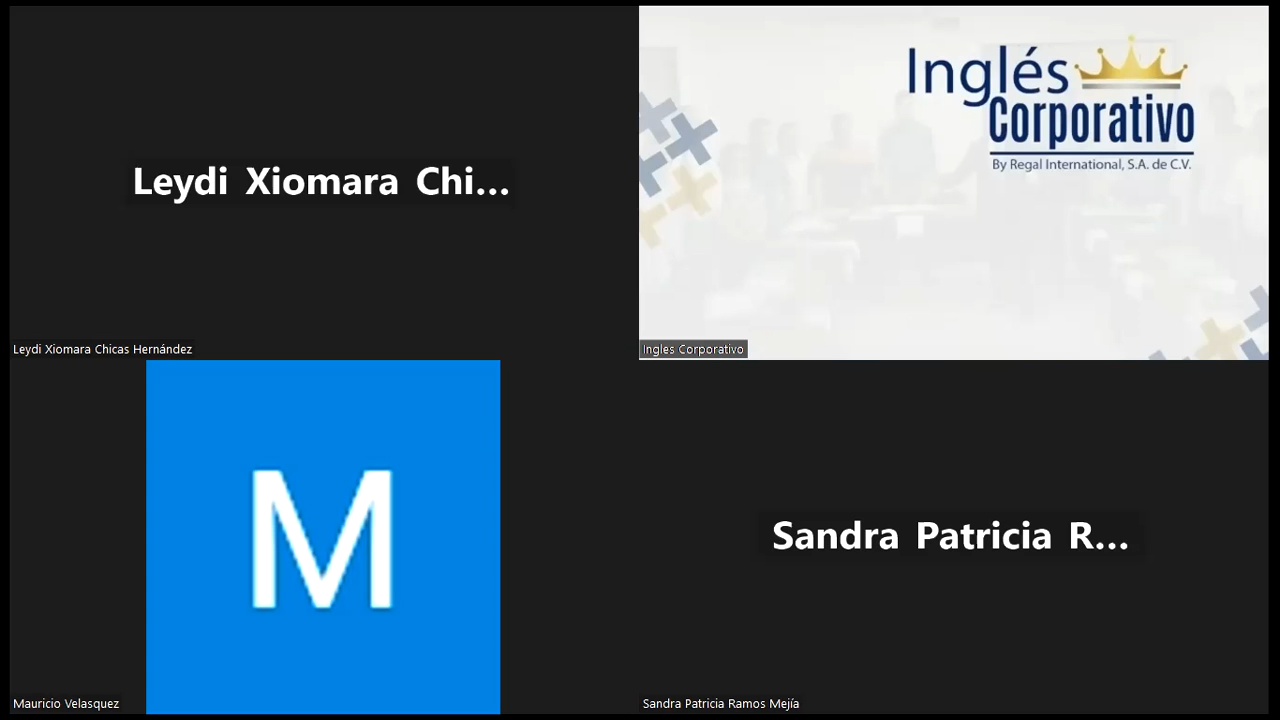 Leydi Xiomara Chi...
Leydi Xiomara Chicas Hernández
Inglés
Corporativo
By Regal International, S.A. de C.V.
Ingles Corporativo
M
Mauricio Velasquez
Sandra Patricia R...
Sandra Patricia Ramos Mejía